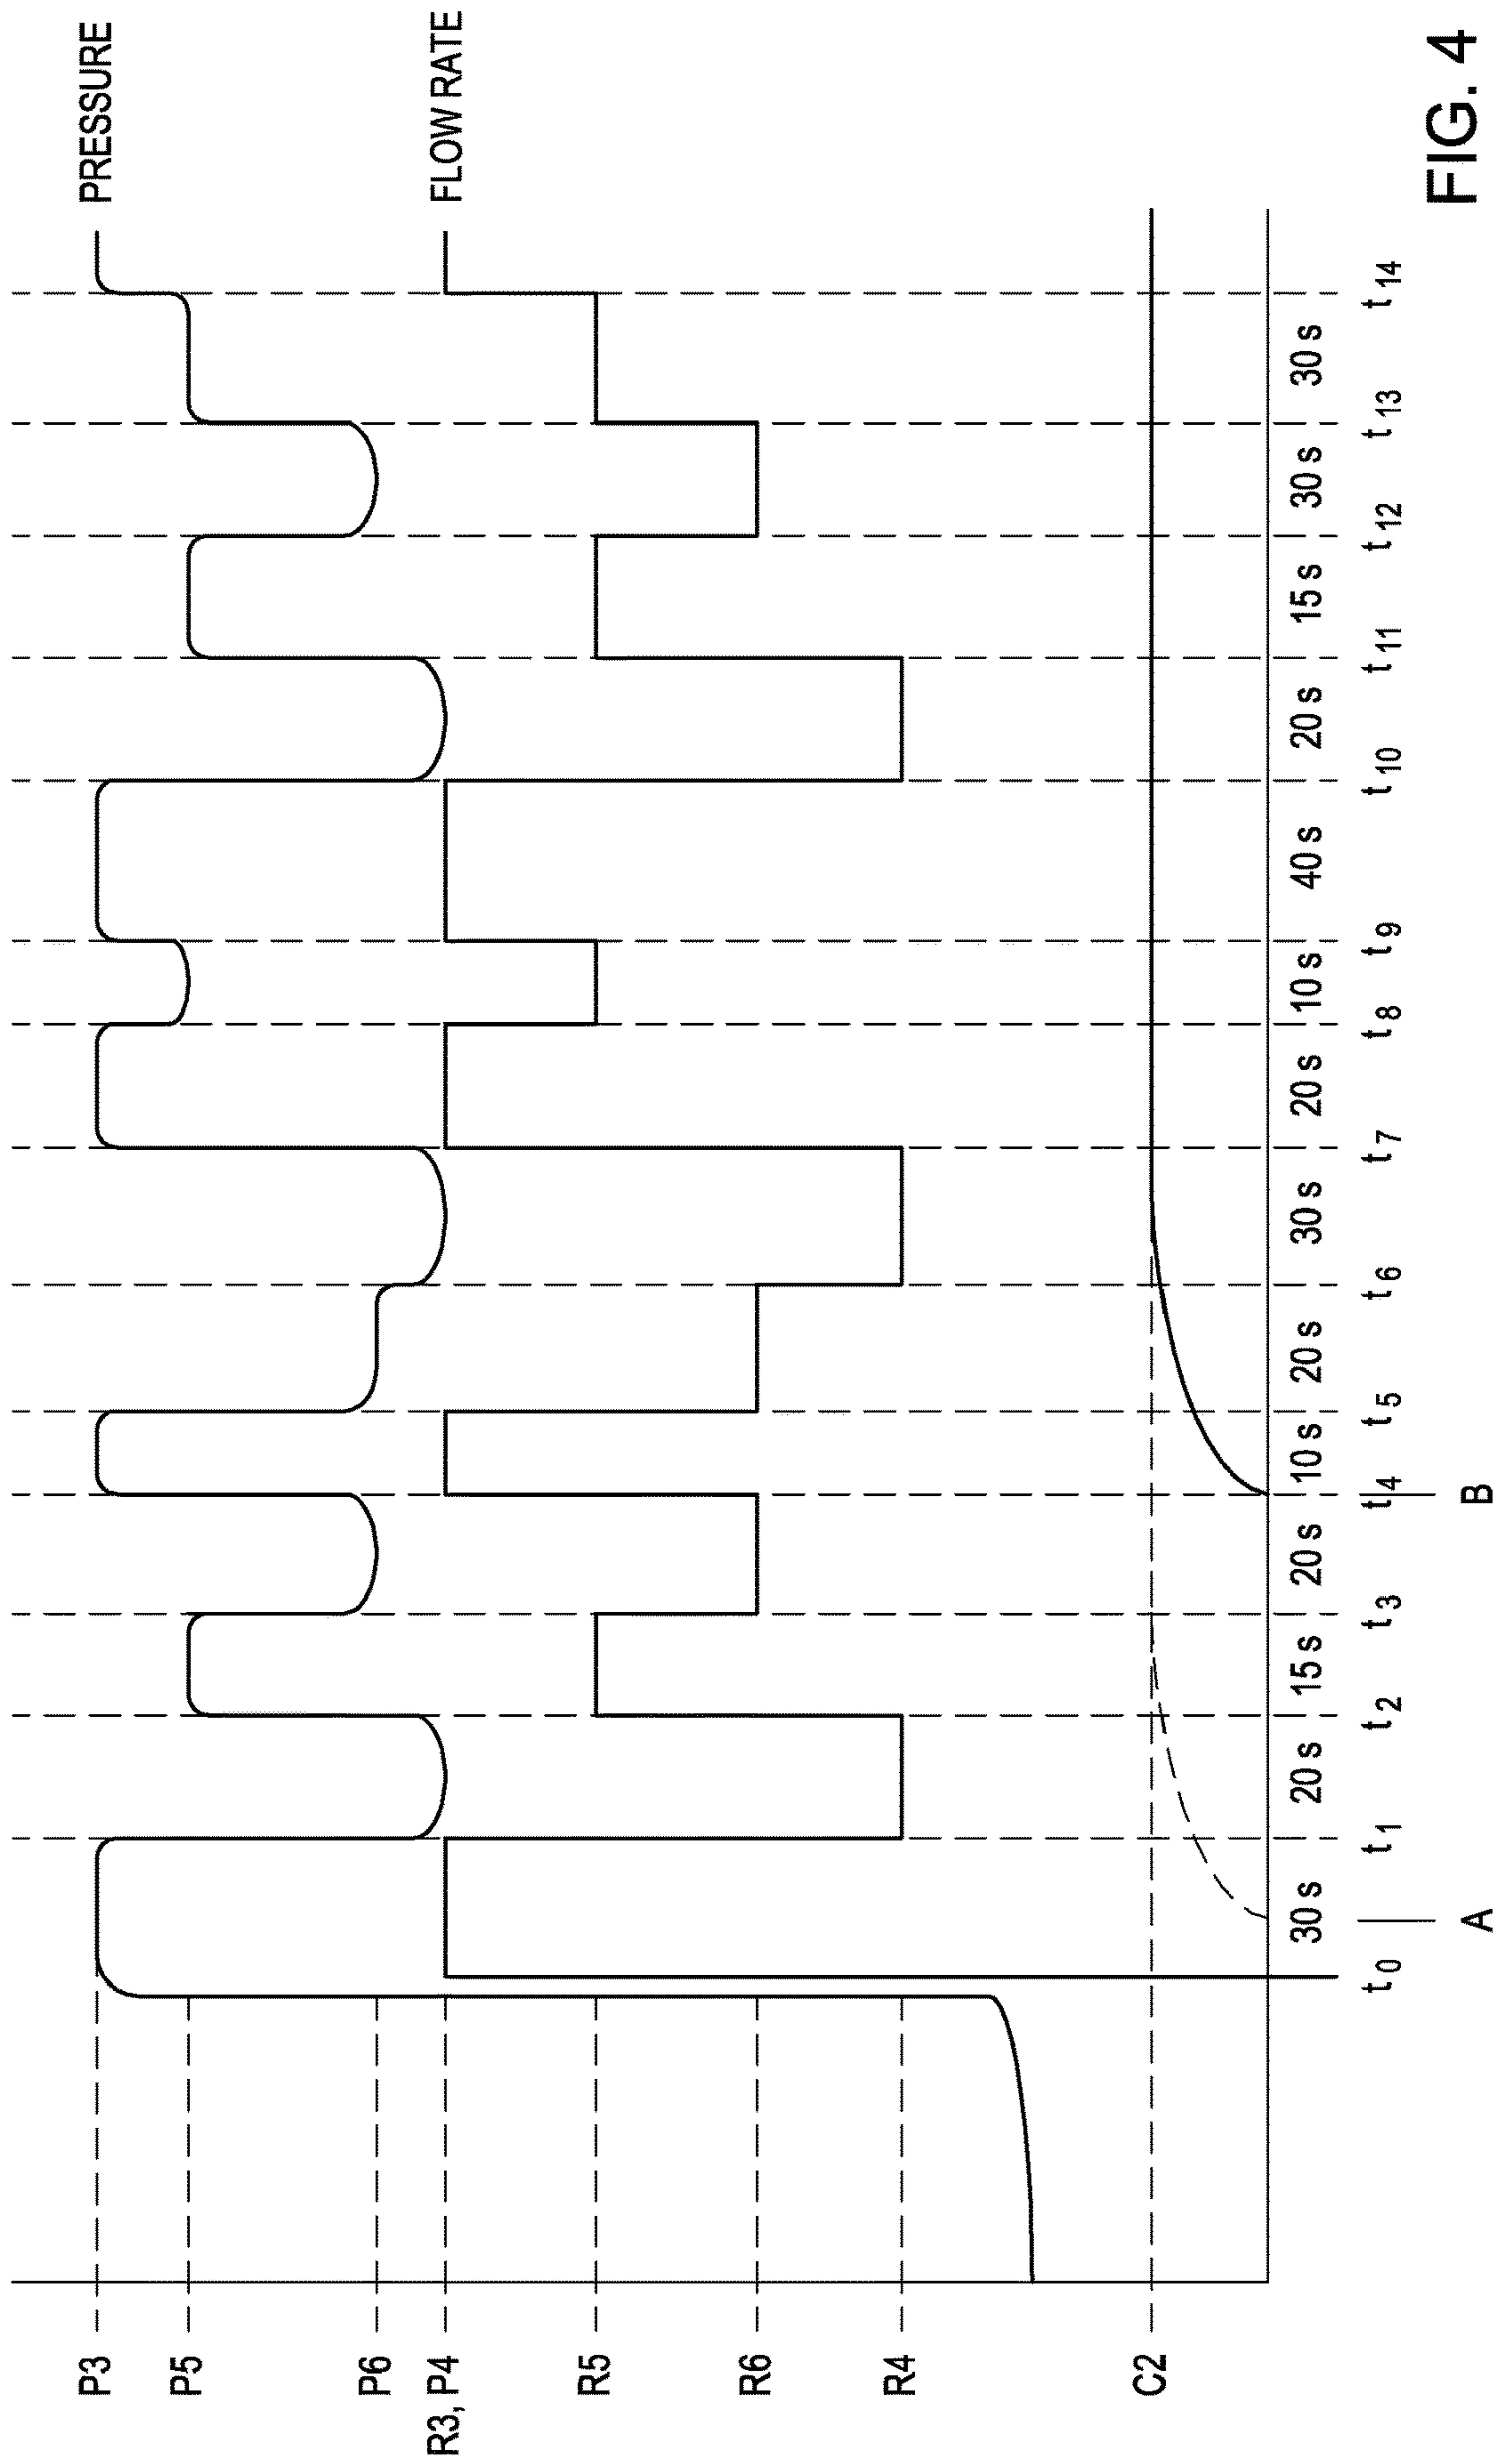 PRESSURE
FLOW RATE
P3
P5
P6
R3, P4
R5
R6
R4
C2
30 s 20 s 15 s 20 s 10 s 20 s 30 s 20 s 10 s 40 s 20 s 15 s 30 s 30 s
t0 t1 t2 t3 t4 t5 t6 t7 t8 t9 t10 t11 t12 t13 t14
A B
FIG. 4